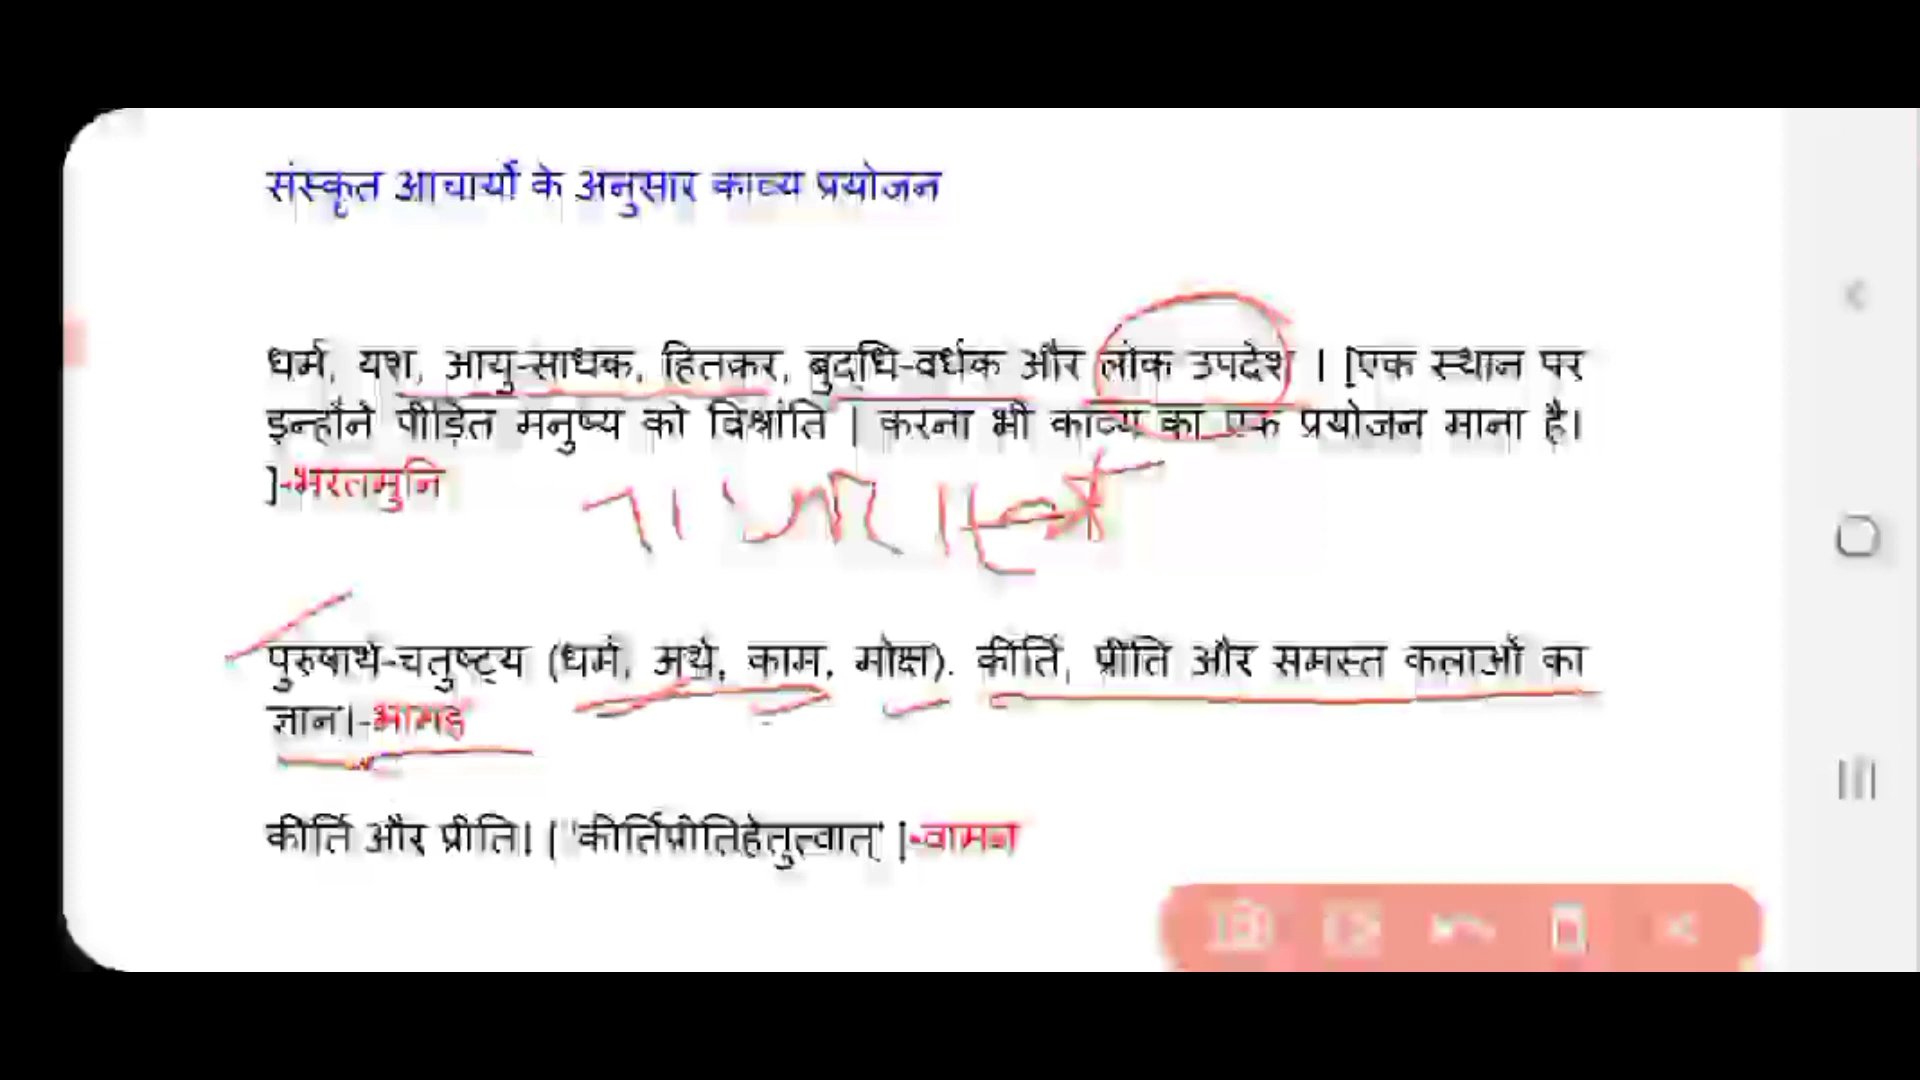 संस्कृत आचार्यो के अनुसार काव्य प्रयोजन
धर्म, यश, आयु-साधक, हितकर, बुद्धि-वर्धक और लोक उपदेश । [एक स्थान पर
इन्होंने पीड़ित मनुष्य को विश्रांति | करना भी काव्य का एक प्रयोजन माना है।
]-भरतमुनि
पुरुषार्थ-चतुष्ट्य (धर्म, अर्थ, काम, मोक्ष). कीर्ति, प्रीति और समस्त कलाओं का
ज्ञान|-भामह
कीर्ति और प्रीति। ["कीर्तिप्रीतिहेतुत्वात्' ]-वामन